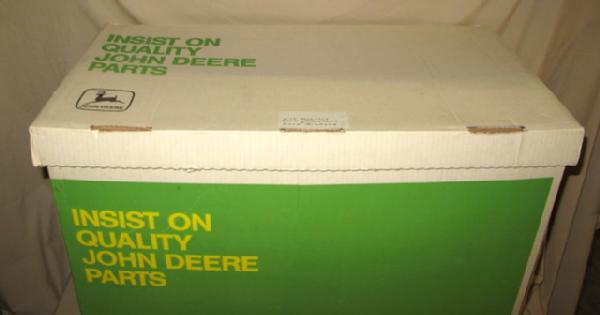 INSIST ON
QUALITY
JOHN DEERE
PARTS
JOHN DEERE
INSIST ON
QUALITY
JOHN DEERE
PARTS